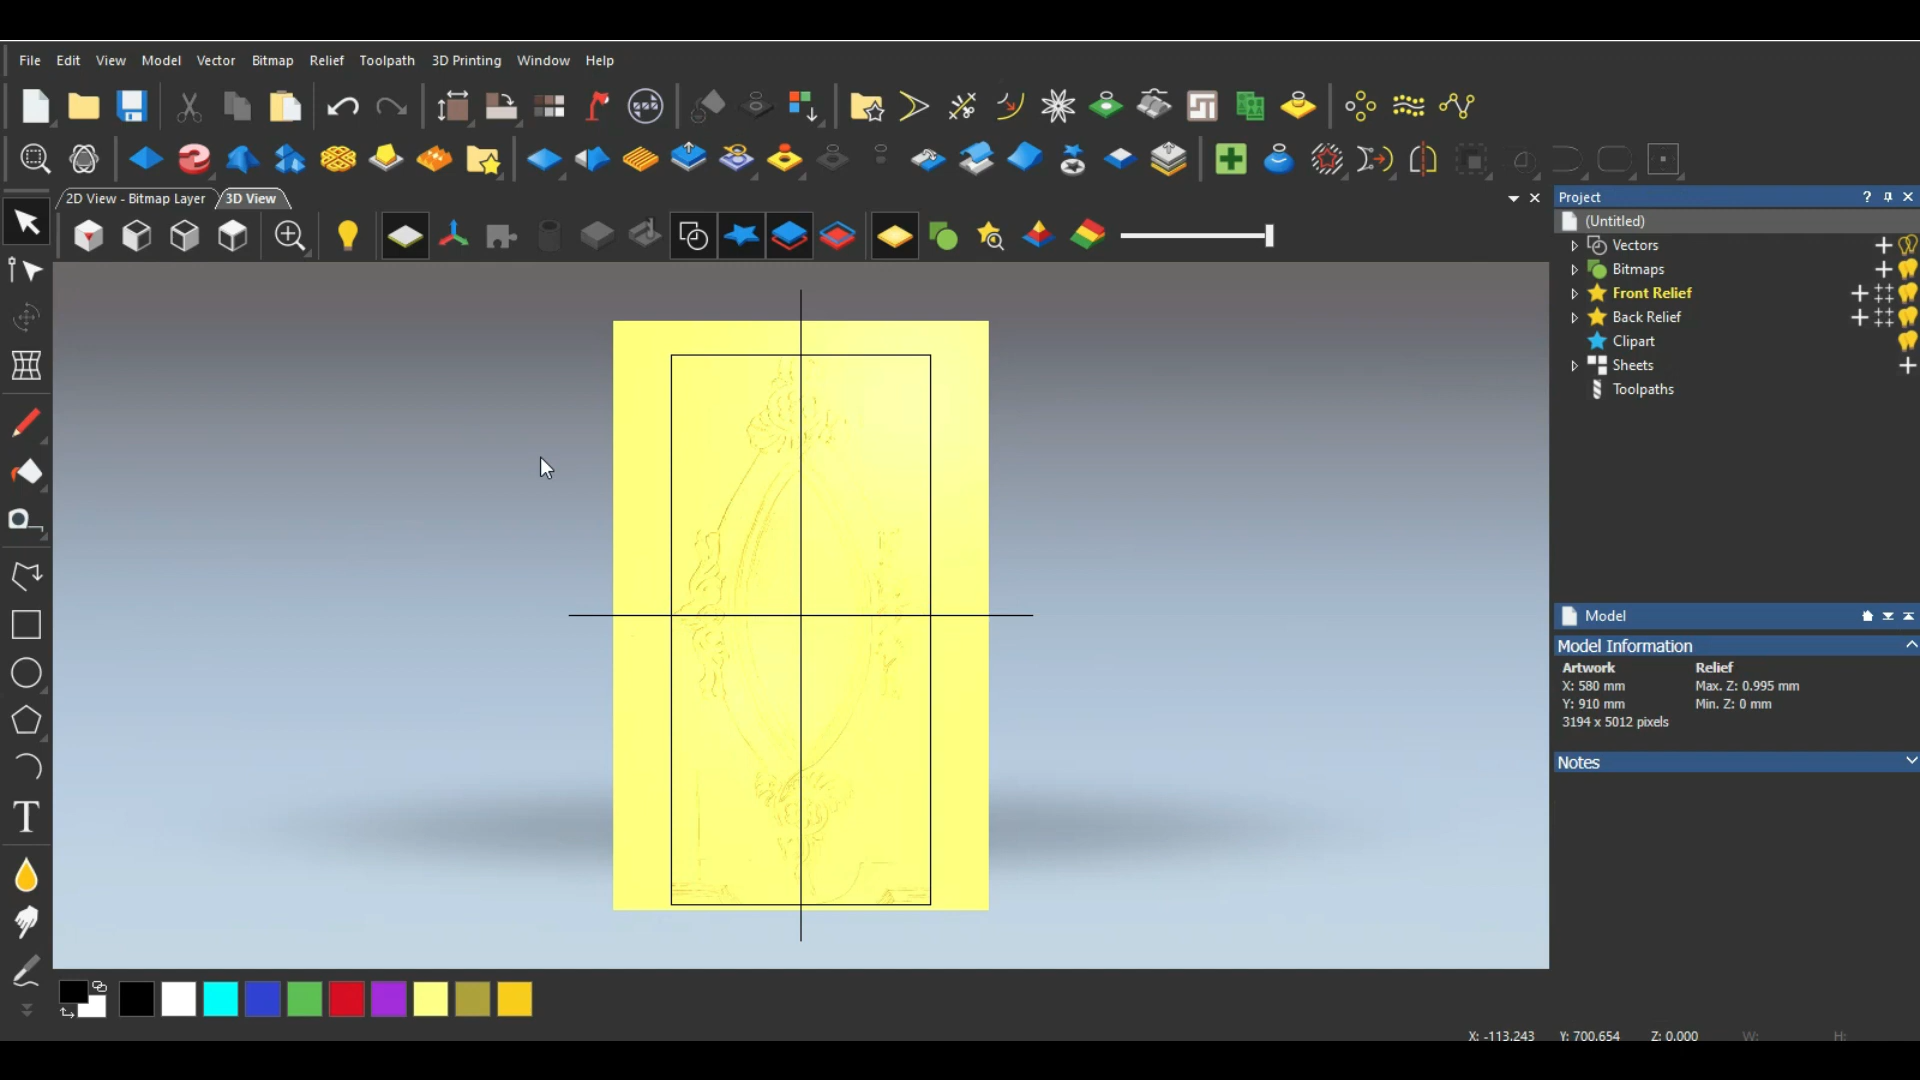 File Edit View Model Vector Bitmap Relief Toolpath 3D Printing Window Help
2D View - Bitmap Layer 3D View
Project ?
(Untitled)
Vectors
Bitmaps
Front Relief
Back Relief
Clipart
Sheets
Toolpaths
Model
Model Information
Artwork Relief
X: 580 mm Max. Z: 0.995 mm
Y: 910 mm Min. Z: 0 mm
3194 x 5012 pixels
Notes
T
X: -113.243 Y: 700.654 Z: 0.000 W: H: